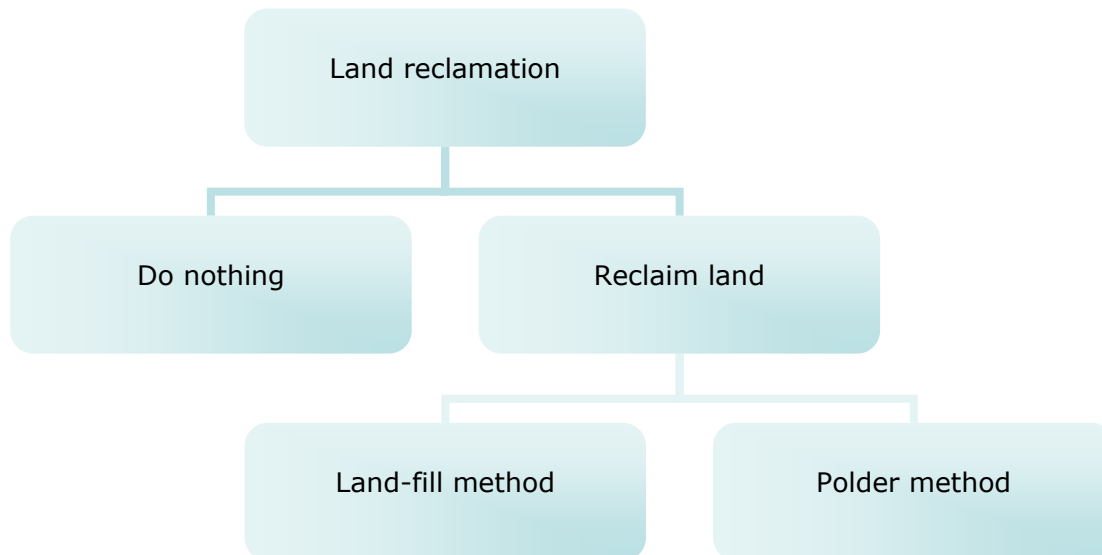 Land reclamation
Do nothing
Reclaim land
Land-fill method
Polder method